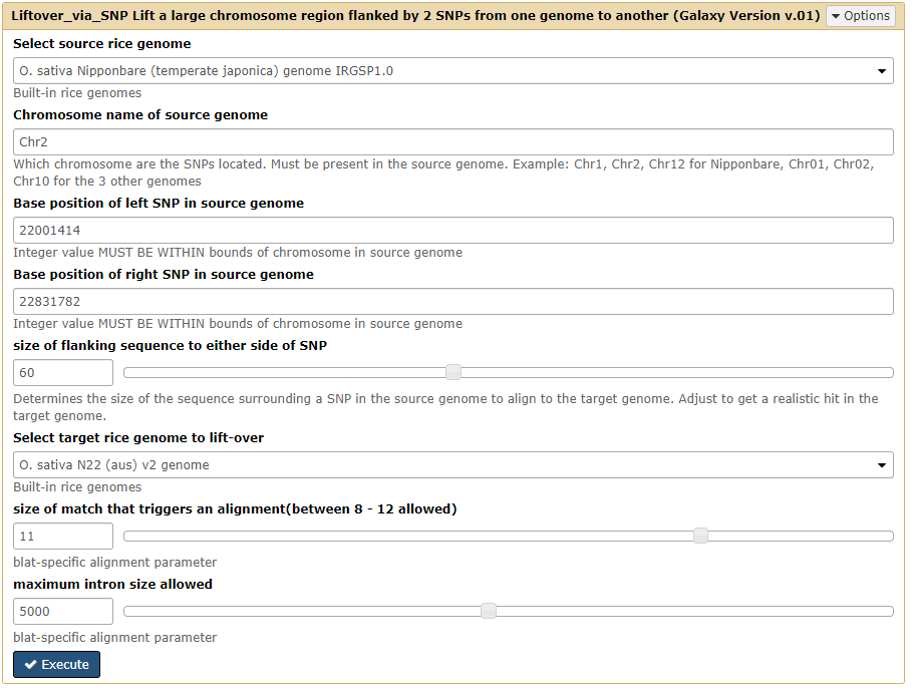 Liftover_via_SNP Lift a large chromosome region flanked by 2 SNPs from one genome to another (Galaxy Version v.01) Options
Select source rice genome
O. sativa Nipponbare (temperate japonica) genome IRGSP1.0
Built-in rice genomes
Chromosome name of source genome
Chr2
Which chromosome are the SNPs located. Must be present in the source genome. Example: Chr1, Chr2, Chr12 for Nipponbare, Chr01, Chr02,
Chr10 for the 3 other genomes
Base position of left SNP in source genome
22001414
Integer value MUST BE WITHIN bounds of chromosome in source genome
Base position of right SNP in source genome
22831782
Integer value MUST BE WITHIN bounds of chromosome in source genome
size of flanking sequence to either side of SNP
60
Determines the size of the sequence surrounding a SNP in the source genome to align to the target genome. Adjust to get a realistic hit in the
target genome.
Select target rice genome to lift-over
O. sativa N22 (aus) v2 genome
Built-in rice genomes
size of match that triggers an alignment(between 8 - 12 allowed)
11
blat-specific alignment parameter
maximum intron size allowed
5000
blat-specific alignment parameter
Execute